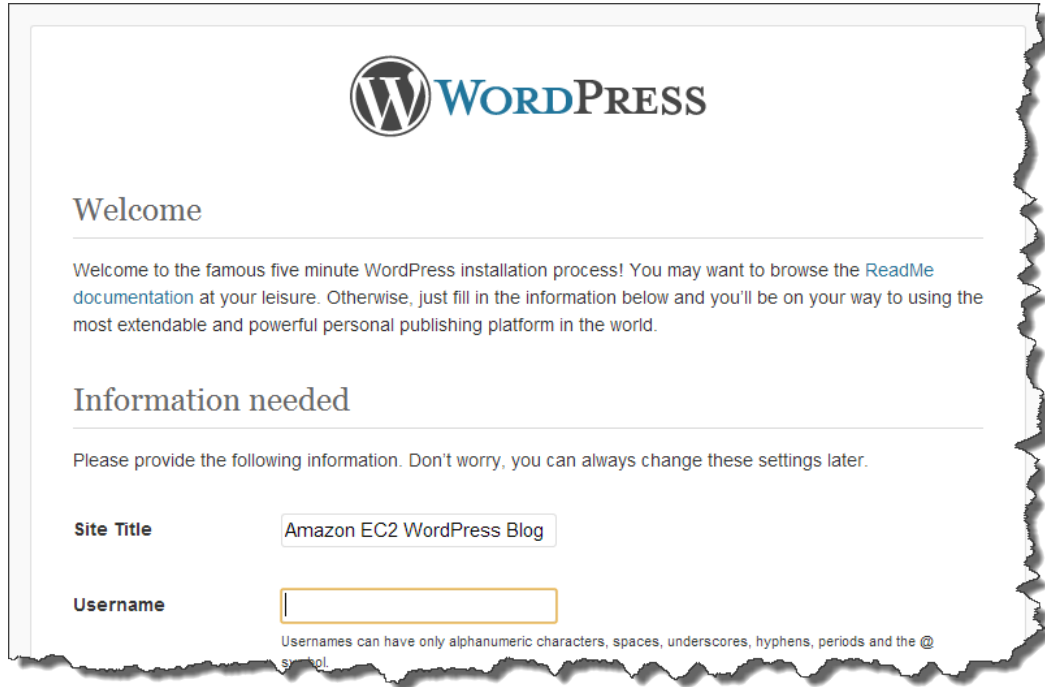 WORDPRESS
Welcome
Welcome to the famous five minute WordPress installation process! You may want to browse the ReadMe
documentation at your leisure. Otherwise, just fill in the information below and you'll be on your way to using the
most extendable and powerful personal publishing platform in the world.
Information needed
Please provide the following information. Don't worry, you can always change these settings later.
Site Title
Amazon EC2 WordPress Blog
Username
Usernames can have only alphanumeric characters, spaces, underscores, hyphens, periods and the @
symbol.